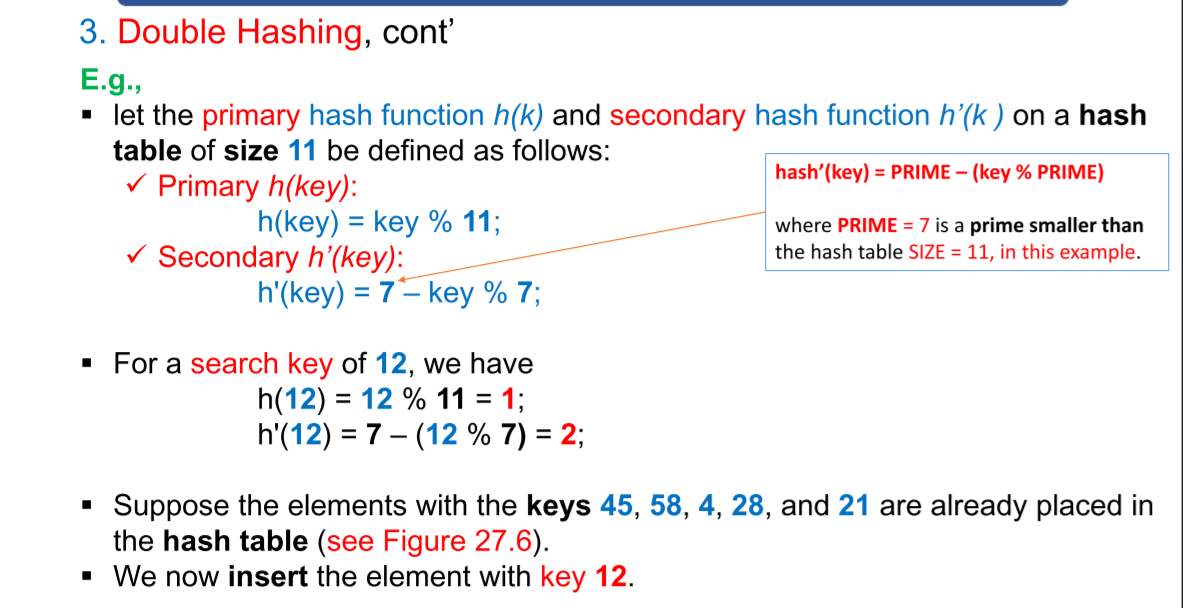 3. Double Hashing, cont’
E.g.,
▪ let the primary hash function h(k) and secondary hash function h’(k ) on a hash
table of size 11 be defined as follows:
✓ Primary h(key):
h(key) = key % 11;
✓ Secondary h’(key):
h'(key) = 7 – key % 7;
hash’(key) = PRIME – (key % PRIME)
where PRIME = 7 is a prime smaller than
the hash table SIZE = 11, in this example.
▪ For a search key of 12, we have
h(12) = 12 % 11 = 1;
h'(12) = 7 – (12 % 7) = 2;
▪ Suppose the elements with the keys 45, 58, 4, 28, and 21 are already placed in
the hash table (see Figure 27.6).
▪ We now insert the element with key 12.